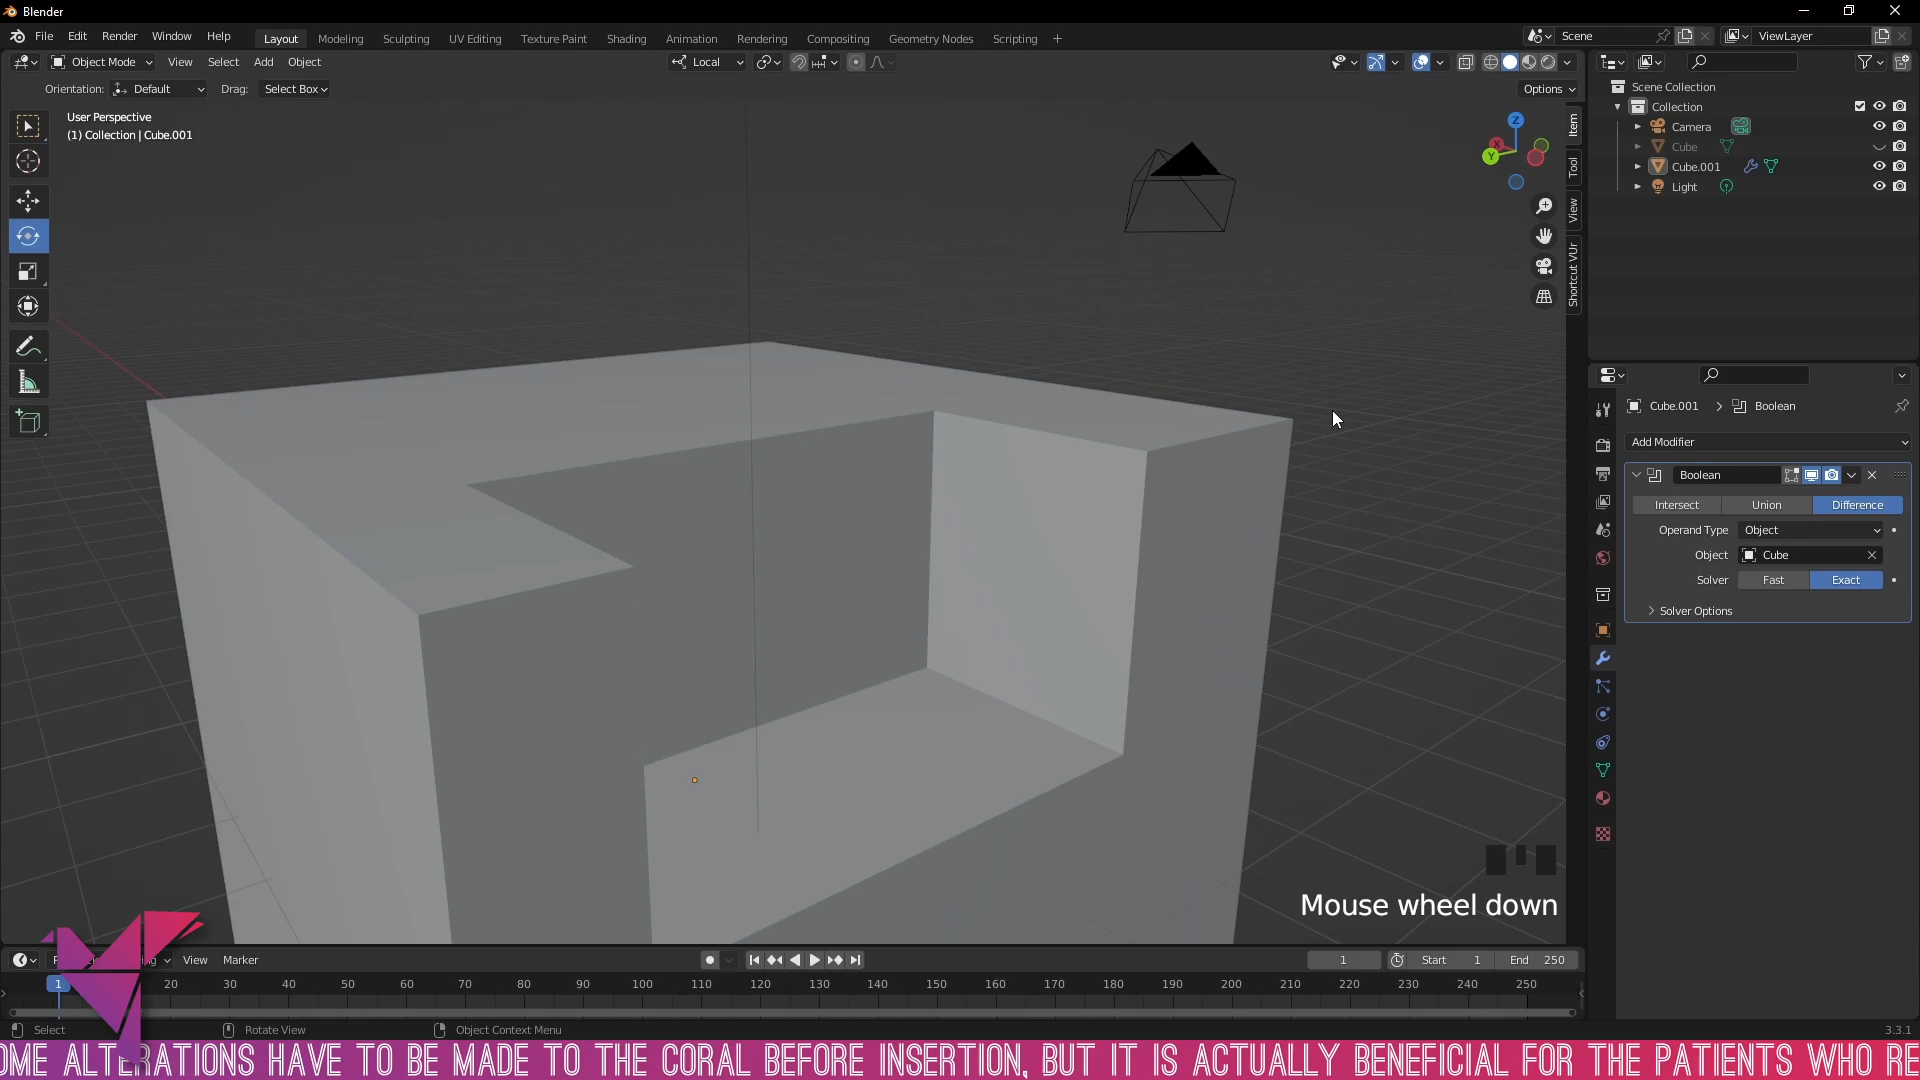 Blender
File Edit Render Window Help
Layout Modeling Sculpting UV Editing Texture Paint Shading Animation Rendering Compositing Geometry Nodes Scripting +
Scene
ViewLayer
Object Mode View Select Add Object
Local
Orientation: Default Drag: Select Box
Options
User Perspective
(1) Collection | Cube.001
Z
X
Y
Item
Tool
View
Shortcut VUr
Scene Collection
Collection
Camera
Cube
Cube.001
Light
Cube.001 > Boolean
Add Modifier
Boolean
Intersect Union Difference
Operand Type Object
Object Cube
Solver Fast Exact
Solver Options
Mouse wheel down
View Marker
1 Start 1 End 250
1 20 30 40 50 60 70 80 90 100 110 120 130 140 150 160 170 180 190 200 210 220 230 240 250
Select Rotate View Object Context Menu
3.3.1
OME ALTERATIONS HAVE TO BE MADE TO THE CORAL BEFORE INSERTION, BUT IT IS ACTUALLY BENEFICIAL FOR THE PATIENTS WHO RE